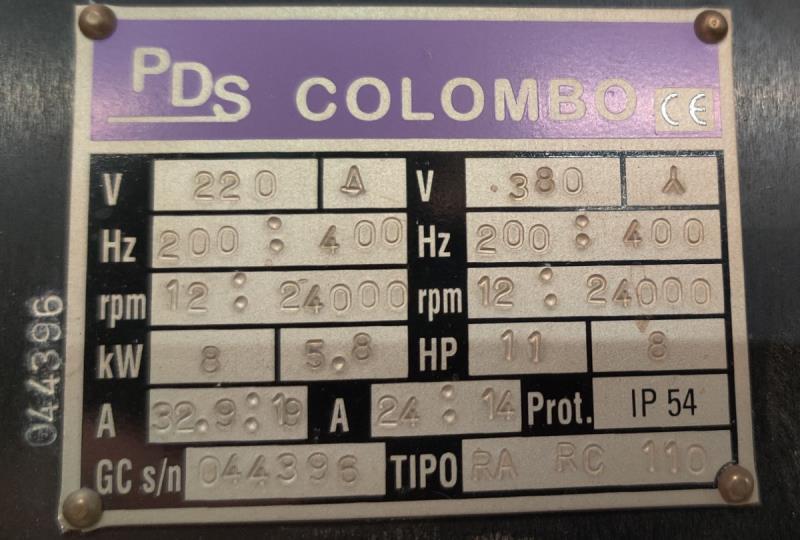 PDS COLOMBO CE
V 220 Δ V 380 Y
Hz 200 : 400 Hz 200 : 400
rpm 12 : 24000 rpm 12 : 24000
kW 8 5.8 HP 11 8
A 32.9:19 A 24 : 14 Prot. IP 54
GC s/n 044396 TIPO RA RC 110
044396